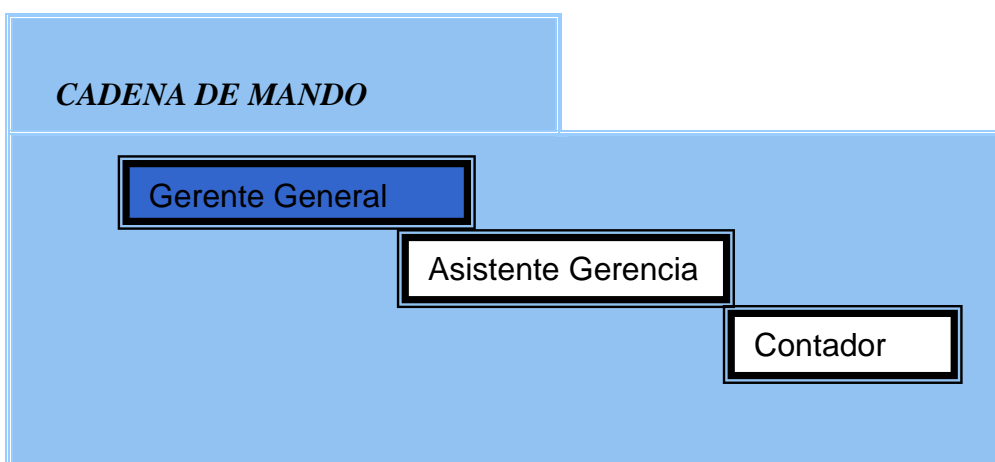 CADENA DE MANDO
Gerente General
Asistente Gerencia
Contador